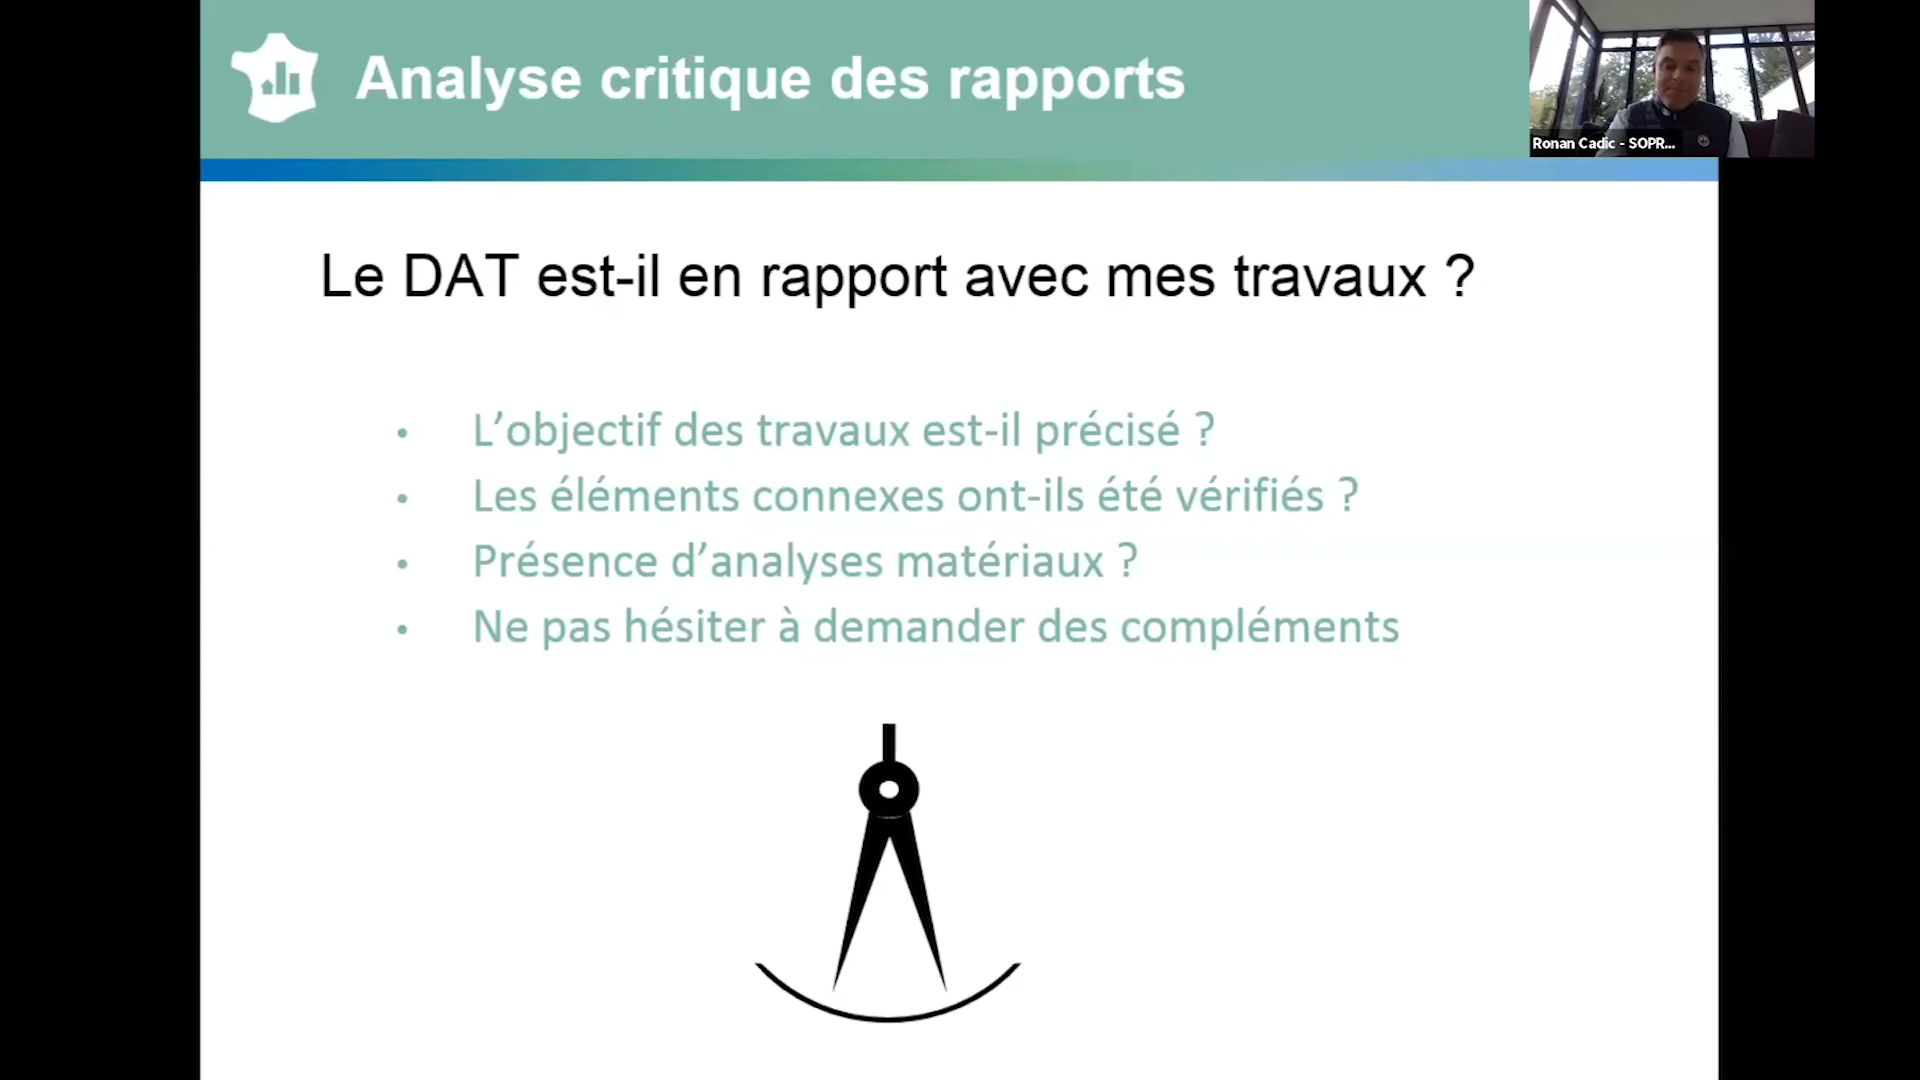 Analyse critique des rapports
Ronan Cadic - SOPR...
Le DAT est-il en rapport avec mes travaux ?
• L’objectif des travaux est-il précisé ?
• Les éléments connexes ont-ils été vérifiés ?
• Présence d’analyses matériaux ?
• Ne pas hésiter à demander des compléments